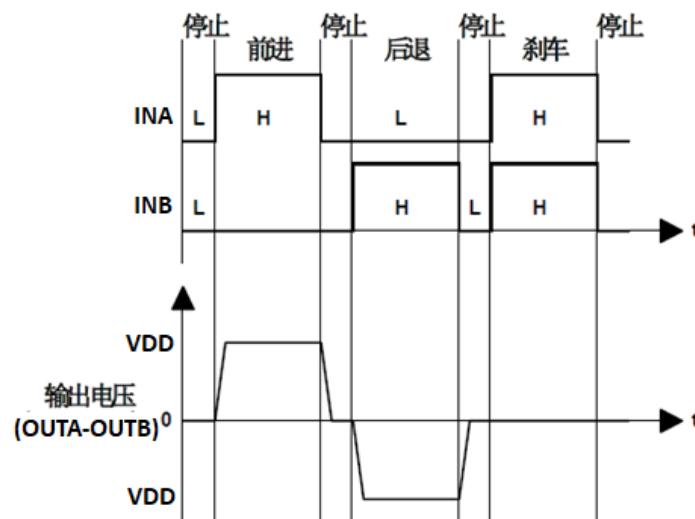 停止 停止 停止 停止
前进 后退 刹车
INA L H L H
INB L H L H
t
VDD
输出电压
(OUTA-OUTB) 0 t
VDD